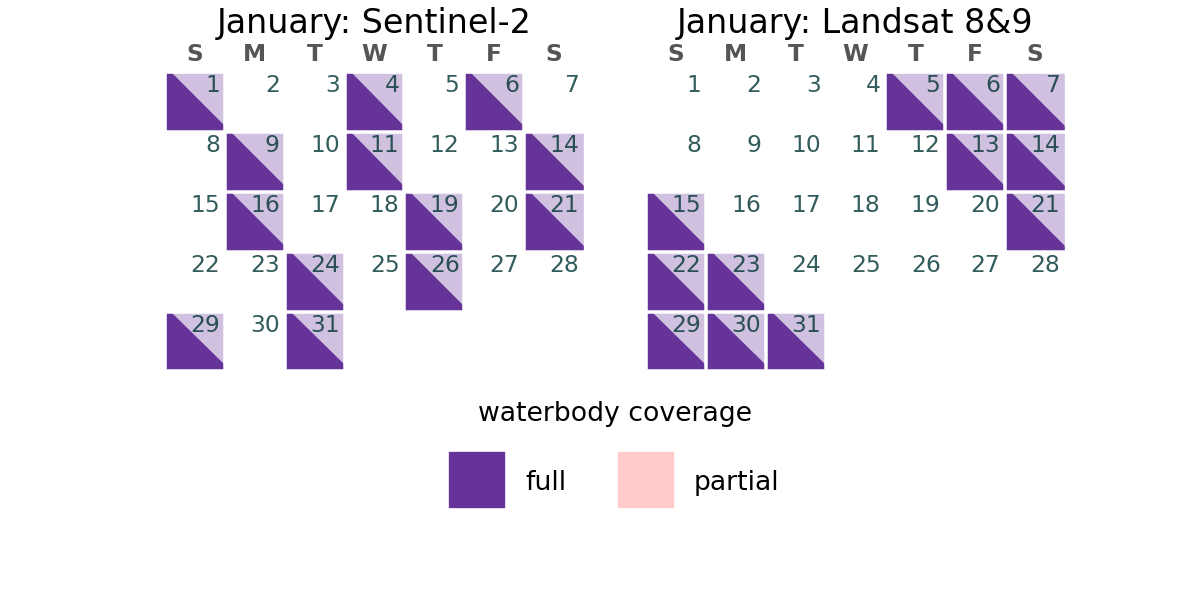 January: Sentinel-2
S M T W T F S
1 2 3 4 5 6 7
8 9 10 11 12 13 14
15 16 17 18 19 20 21
22 23 24 25 26 27 28
29 30 31
January: Landsat 8&9
S M T W T F S
1 2 3 4 5 6 7
8 9 10 11 12 13 14
15 16 17 18 19 20 21
22 23 24 25 26 27 28
29 30 31
waterbody coverage
full partial